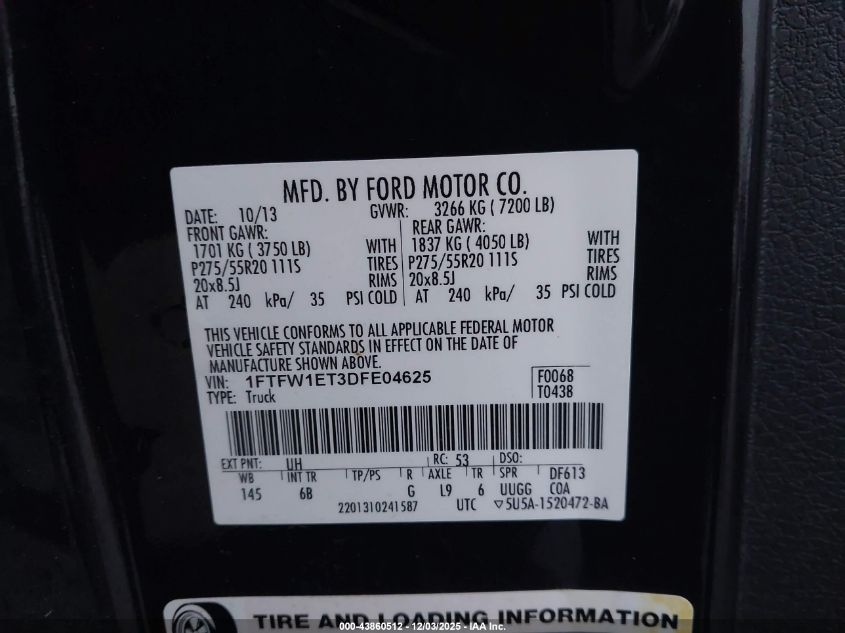 MFD. BY FORD MOTOR CO.
DATE: 10/13 GVWR: 3266 KG ( 7200 LB)
FRONT GAWR: REAR GAWR:
1701 KG ( 3750 LB) WITH 1837 KG ( 4050 LB) WITH
P275/55R20 111S TIRES P275/55R20 111S TIRES
20x8.5J RIMS 20x8.5J RIMS
AT 240 kPa/ 35 PSI COLD AT 240 kPa/ 35 PSI COLD
THIS VEHICLE CONFORMS TO ALL APPLICABLE FEDERAL MOTOR
VEHICLE SAFETY STANDARDS IN EFFECT ON THE DATE OF
MANUFACTURE SHOWN ABOVE.
VIN: 1FTFW1ET3DFE04625 F0068
TYPE: Truck T0438
EXT PNT: UH RC: 53 DSO:
WB INT TR TP/PS R AXLE TR SPR DF613
145 6B G L9 6 UUGG COA
2201310241587 UTC ▽5U5A-1520472-BA
TIRE AND LOADING INFORMATION
000-43860512 - 12/03/2025 - IAA Inc.